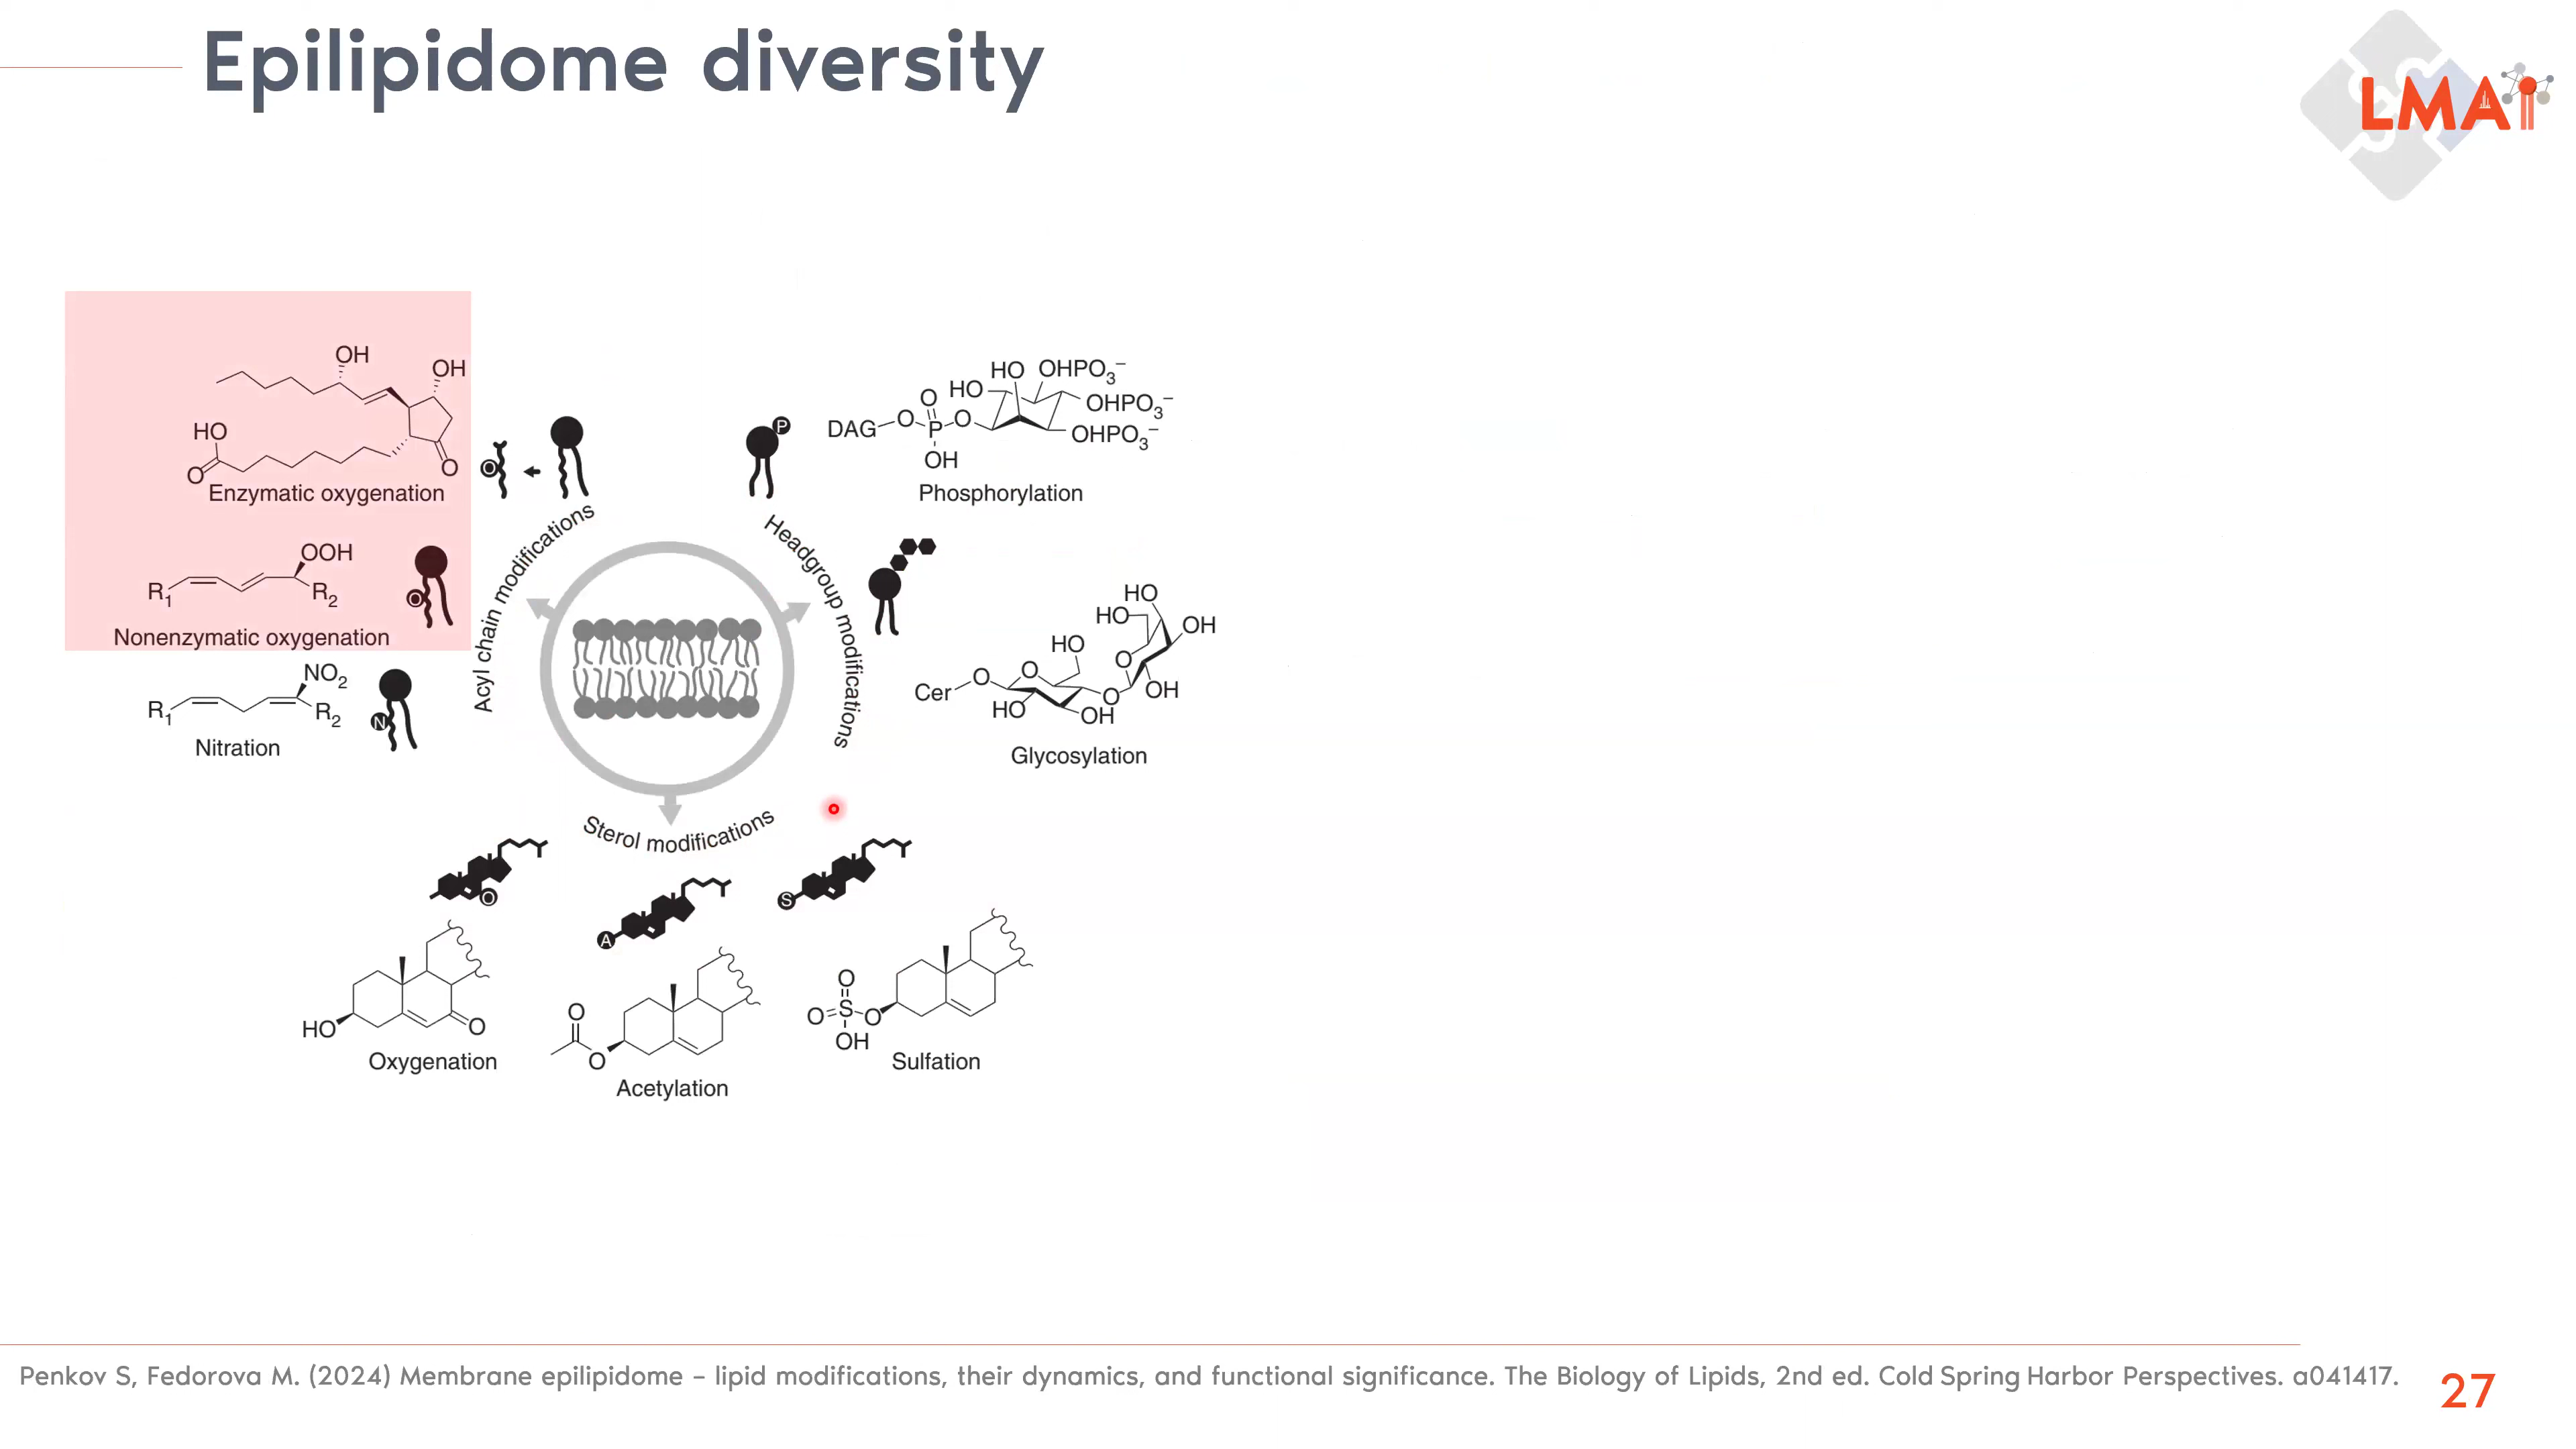 Epilipidome diversity
LMAi
OH
OH
HO
O
O
Enzymatic oxygenation
OOH
R1
R2
Nonenzymatic oxygenation
NO2
R1
R2
N
Nitration
Acyl chain modifications
Headgroup modifications
Sterol modifications
P
HO OHPO3−
HO
OHPO3−
OHPO3−
DAG O P O
O
OH
Phosphorylation
HO
HO
OH
HO
O
O
O
Cer
O
OH
HO
OH
Glycosylation
O
HO
O
Oxygenation
A
O
O
Acetylation
S
O
O S O
OH
Sulfation
Penkov S, Fedorova M. (2024) Membrane epilipidome – lipid modifications, their dynamics, and functional significance. The Biology of Lipids, 2nd ed. Cold Spring Harbor Perspectives. a041417.
27